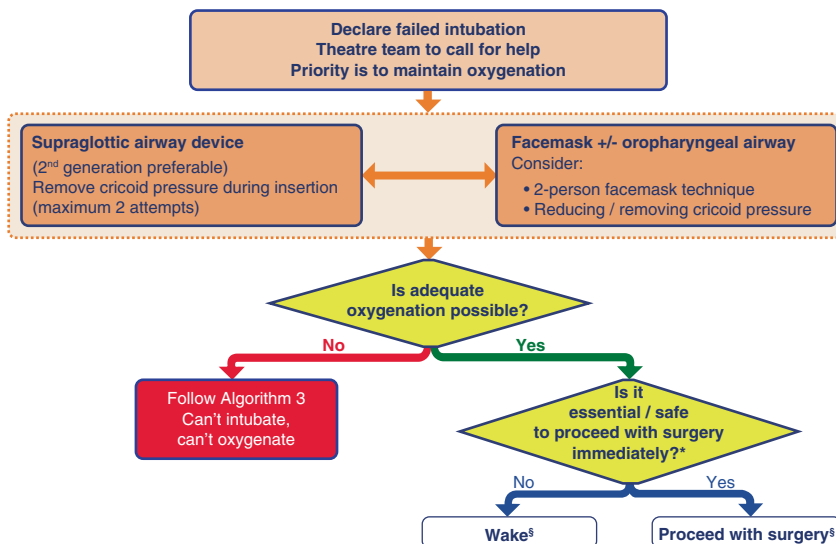 Declare failed intubation
Theatre team to call for help
Priority is to maintain oxygenation
Supraglottic airway device
(2nd generation preferable)
Remove cricoid pressure during insertion
(maximum 2 attempts)
Facemask +/- oropharyngeal airway
Consider:
• 2-person facemask technique
• Reducing / removing cricoid pressure
Is adequate
oxygenation possible?
No
Yes
Follow Algorithm 3
Can't intubate,
can't oxygenate
Is it
essential / safe
to proceed with surgery
immediately?*
No
Yes
Wake§
Proceed with surgery§